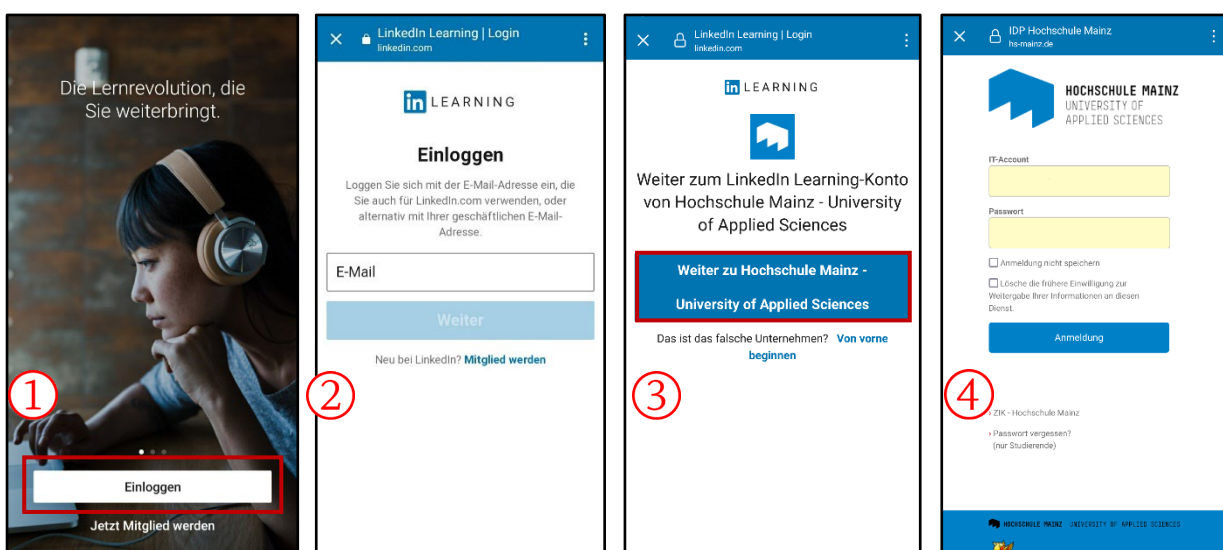 Die Lernrevolution, die
Sie weiterbringt.
1
Einloggen
Jetzt Mitglied werden
LinkedIn Learning | Login
linkedin.com
in LEARNING
Einloggen
Loggen Sie sich mit der E-Mail-Adresse ein, die
Sie auch für LinkedIn.com verwenden, oder
alternativ mit Ihrer geschäftlichen E-Mail-
Adresse.
E-Mail
Weiter
Neu bei LinkedIn? Mitglied werden
2
LinkedIn Learning | Login
linkedin.com
in LEARNING
Weiter zum LinkedIn Learning-Konto
von Hochschule Mainz - University
of Applied Sciences
Weiter zu Hochschule Mainz -
University of Applied Sciences
Das ist das falsche Unternehmen? Von vorne
beginnen
3
IDP Hochschule Mainz
hs-mainz.de
HOCHSCHULE MAINZ
UNIVERSITY OF
APPLIED SCIENCES
IT-Account
Passwort
Anmeldung nicht speichern
Lösche die frühere Einwilligung zur
Weitergabe Ihrer Informationen an diesen
Dienst.
Anmeldung
4
› ZIK - Hochschule Mainz
› Passwort vergessen?
(nur Studierende)
HOCHSCHULE MAINZ UNIVERSITY OF APPLIED SCIENCES